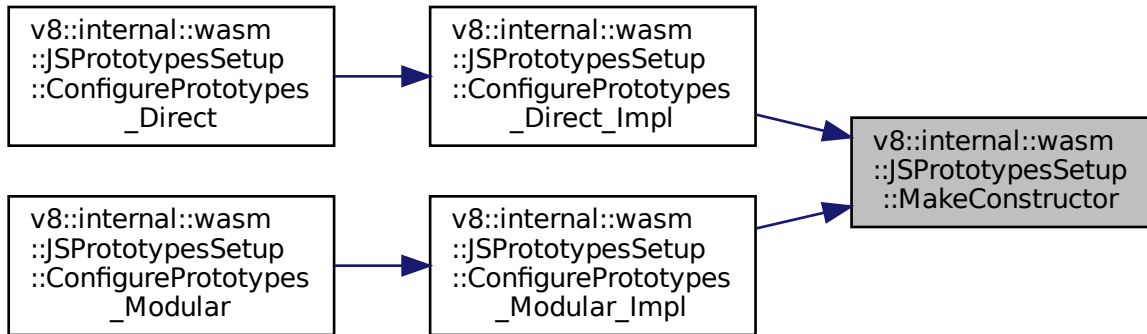 v8::internal::wasm
::JSPrototypesSetup
::ConfigurePrototypes
_Direct
v8::internal::wasm
::JSPrototypesSetup
::ConfigurePrototypes
_Direct_Impl
v8::internal::wasm
::JSPrototypesSetup
::MakeConstructor
v8::internal::wasm
::JSPrototypesSetup
::ConfigurePrototypes
_Modular
v8::internal::wasm
::JSPrototypesSetup
::ConfigurePrototypes
_Modular_Impl